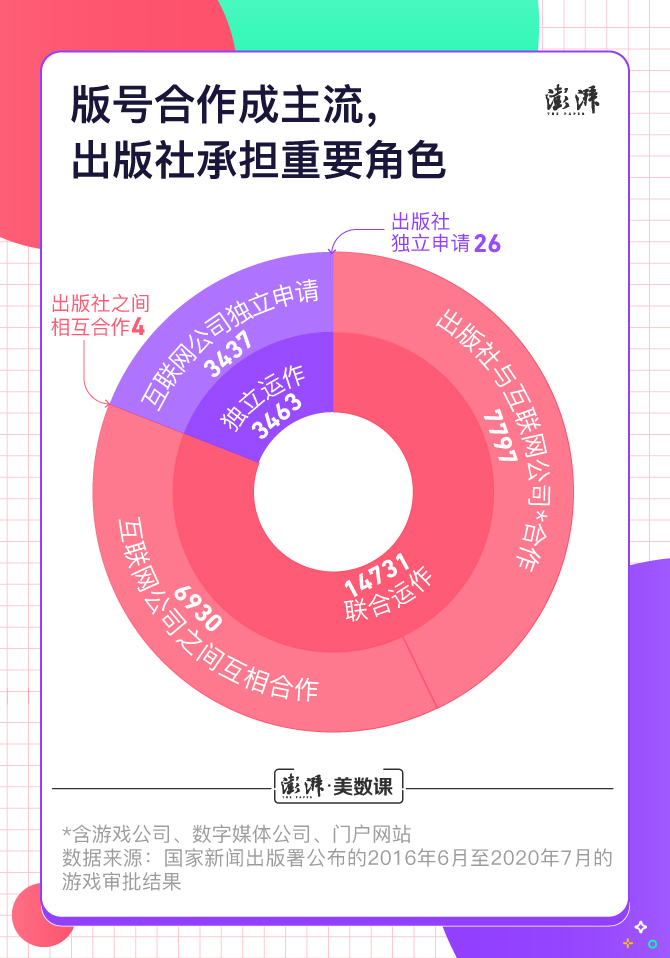 版号合作成主流，
出版社承担重要角色
澎湃
THE PAPER
出版社
独立申请26
出版社之间
相互合作4
互联网公司独立申请
3437
独立运作
3463
出版社与互联网公司*合作
7797
14731
联合运作
6930
互联网公司之间互相合作
澎湃·美数课
THE PAPER
*含游戏公司、数字媒体公司、门户网站
数据来源：国家新闻出版署公布的2016年6月至2020年7月的
游戏审批结果